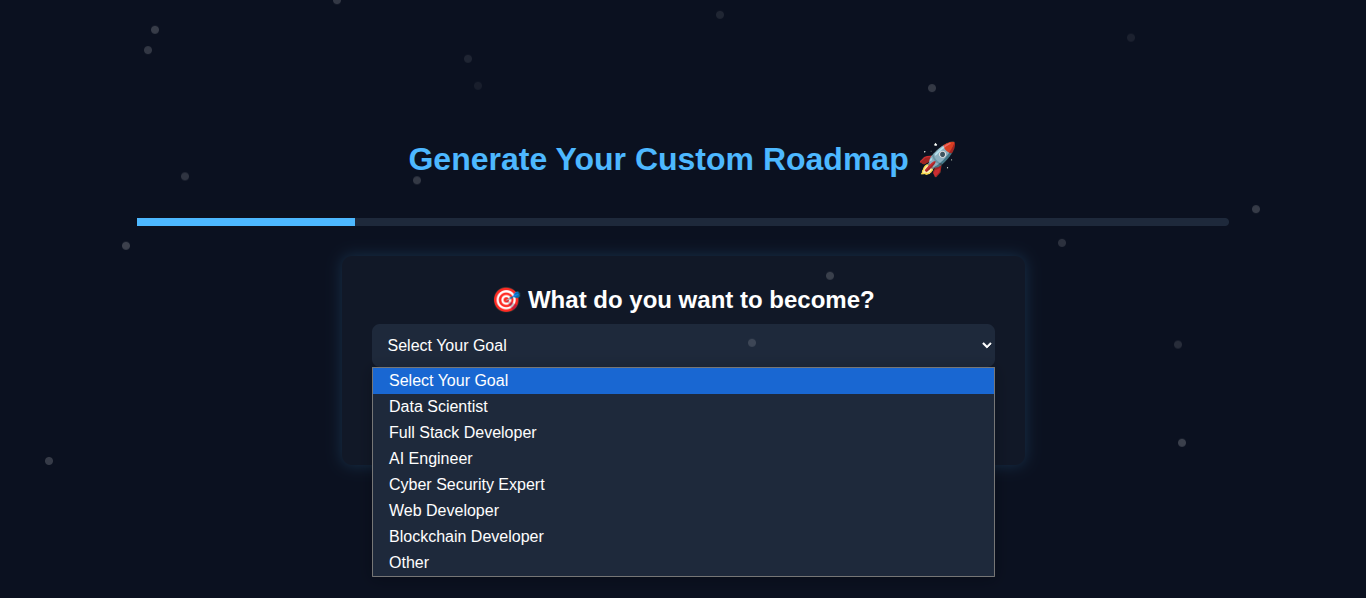 Generate Your Custom Roadmap 🚀
🎯 What do you want to become?
Select Your Goal
Select Your Goal
Data Scientist
Full Stack Developer
AI Engineer
Cyber Security Expert
Web Developer
Blockchain Developer
Other